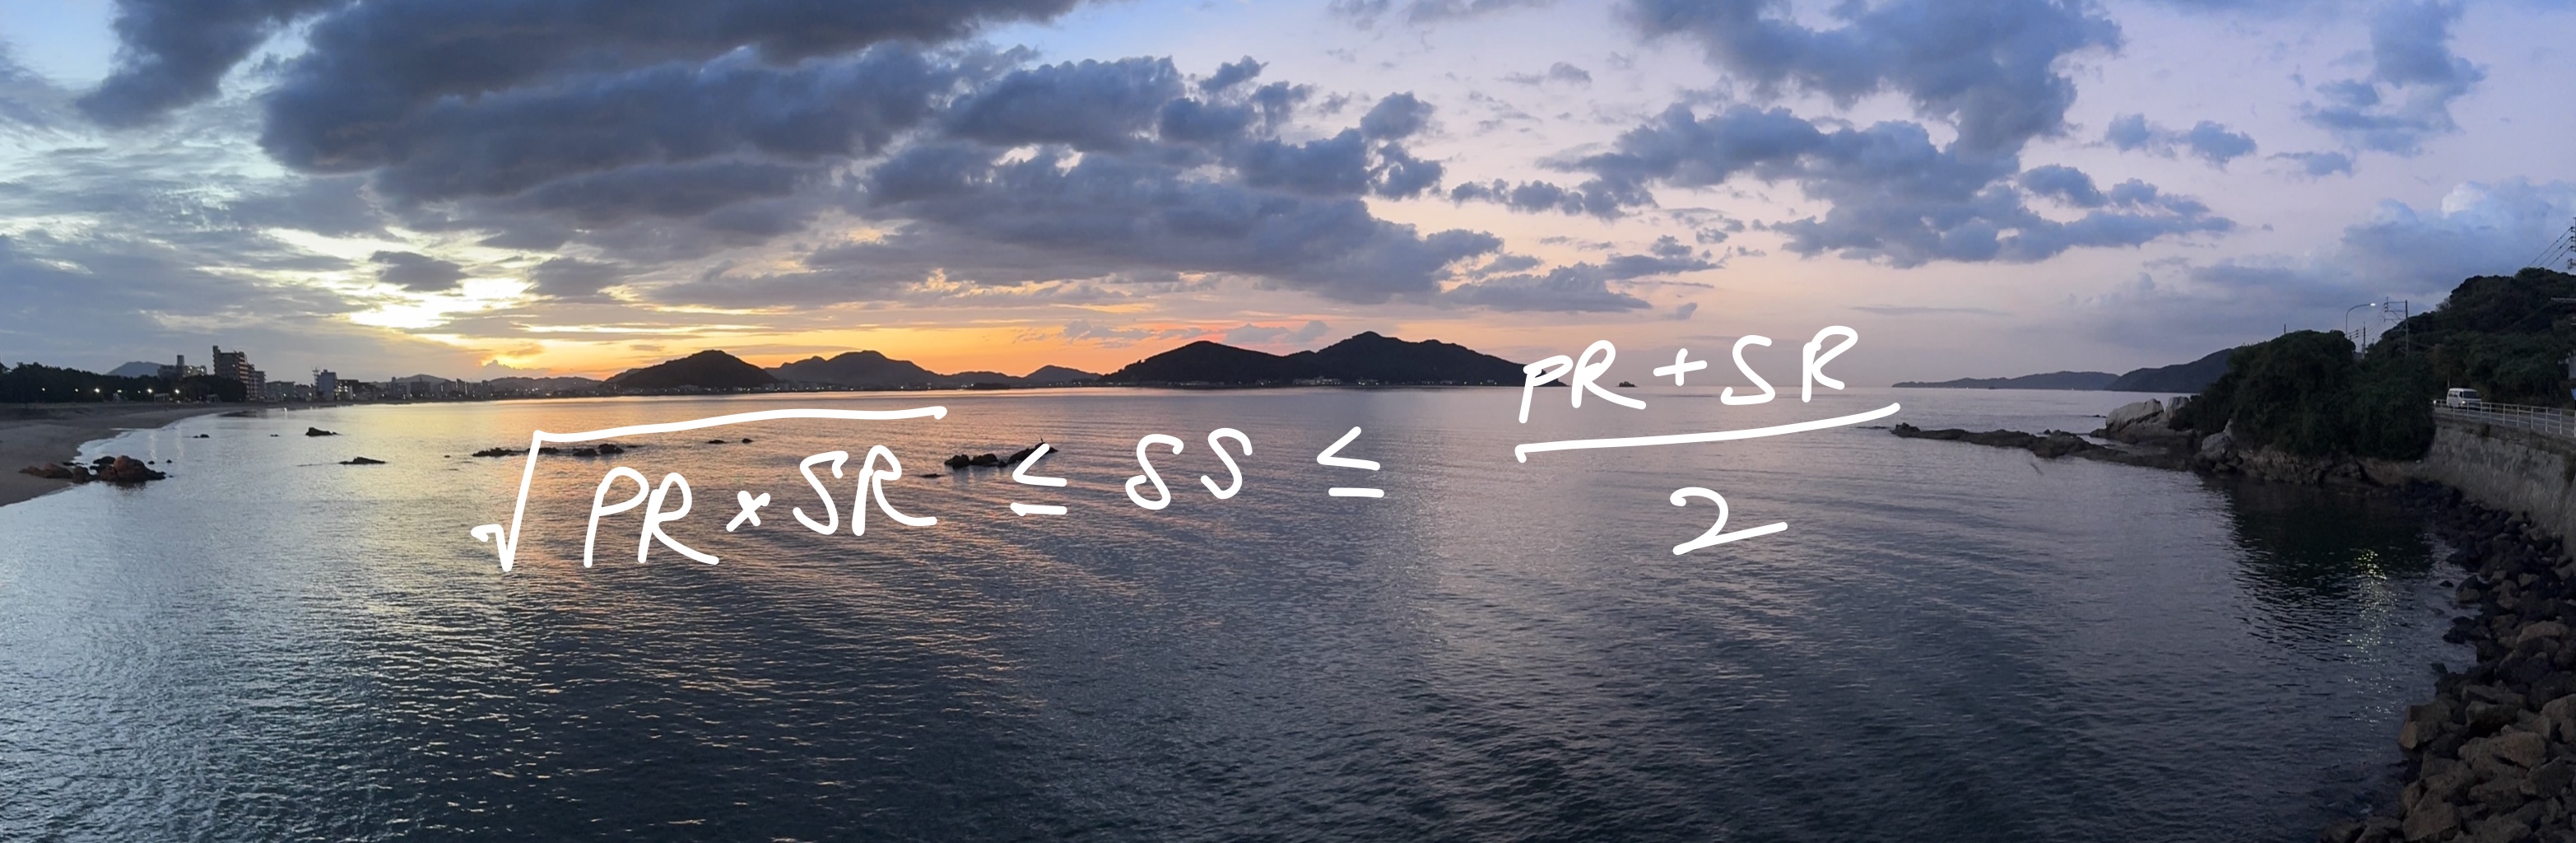 √(PR × SR) ≤ SS ≤ (PR + SR) / 2